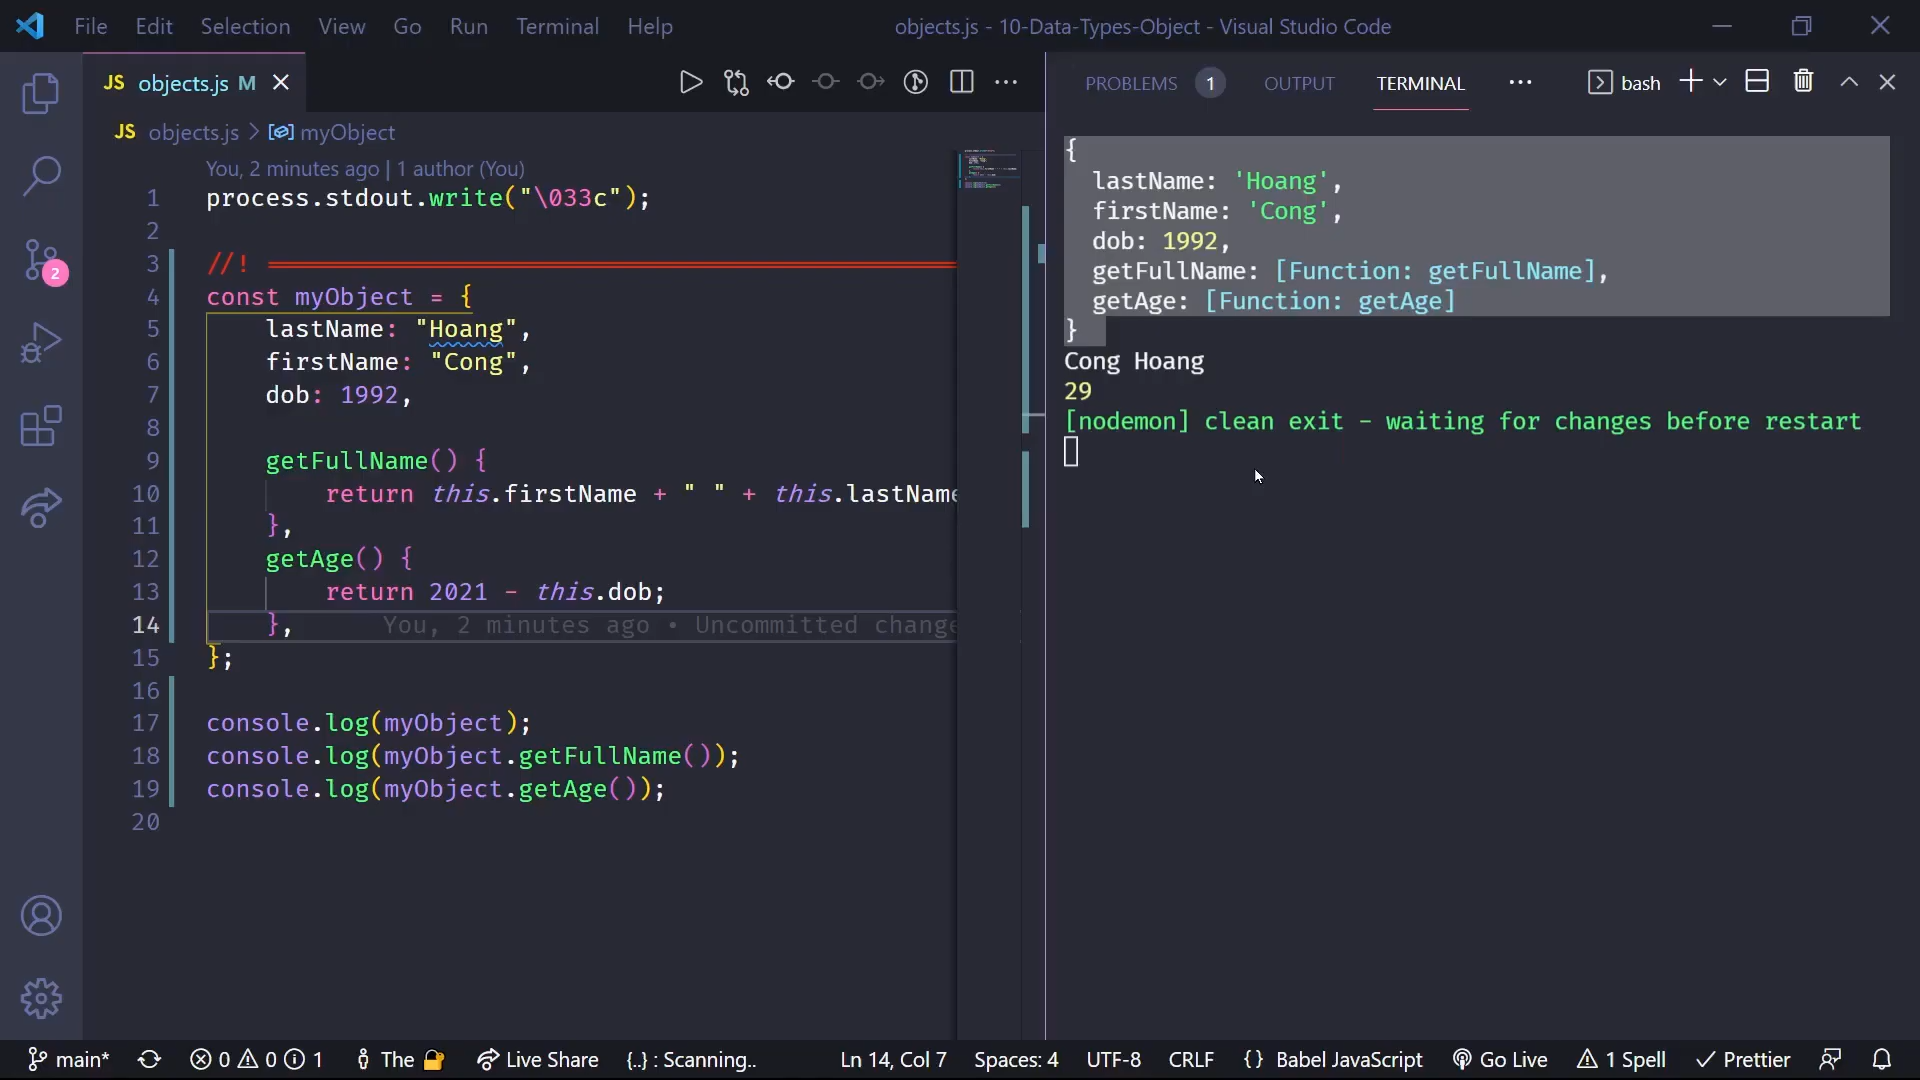 File Edit Selection View Go Run Terminal Help
objects.js - 10-Data-Types-Object - Visual Studio Code
JS objects.js M
JS objects.js > myObject
You, 2 minutes ago | 1 author (You)
1 process.stdout.write("\033c");
2
3 //! ══════════════════════════════
4 const myObject = {
5 lastName: "Hoang",
6 firstName: "Cong",
7 dob: 1992,
8
9 getFullName() {
10 return this.firstName + " " + this.lastName
11 },
12 getAge() {
13 return 2021 - this.dob;
14 }, You, 2 minutes ago • Uncommitted change
15 };
16
17 console.log(myObject);
18 console.log(myObject.getFullName());
19 console.log(myObject.getAge());
20
PROBLEMS 1 OUTPUT TERMINAL ··· bash
{
lastName: 'Hoang',
firstName: 'Cong',
dob: 1992,
getFullName: [Function: getFullName],
getAge: [Function: getAge]
}
Cong Hoang
29
[nodemon] clean exit - waiting for changes before restart
2
main* 0 0 1 The Live Share {..} : Scanning.. Ln 14, Col 7 Spaces: 4 UTF-8 CRLF {} Babel JavaScript Go Live 1 Spell Prettier